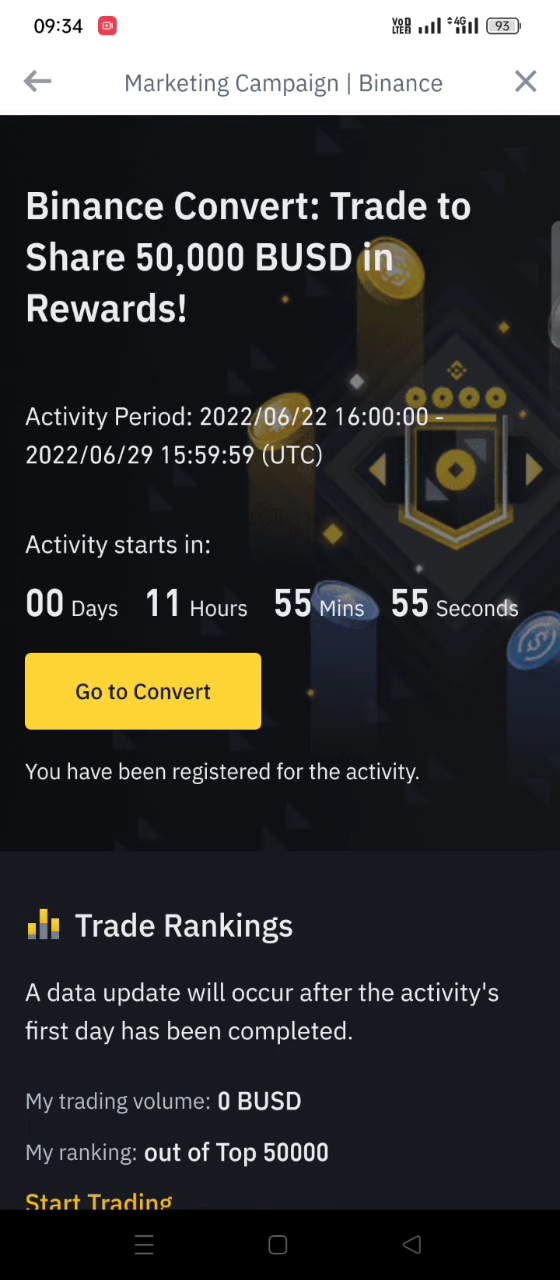 09:34
VoD LTE2 4G 93
Marketing Campaign | Binance
Binance Convert: Trade to
Share 50,000 BUSD in
Rewards!
Activity Period: 2022/06/22 16:00:00 -
2022/06/29 15:59:59 (UTC)
Activity starts in:
00 Days 11 Hours 55 Mins 55 Seconds
Go to Convert
You have been registered for the activity.
Trade Rankings
A data update will occur after the activity's
first day has been completed.
My trading volume: 0 BUSD
My ranking: out of Top 50000
Start Trading